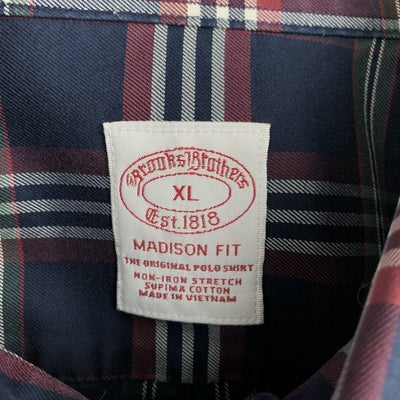 Brooks Brothers
XL
Est. 1818
MADISON FIT
THE ORIGINAL POLO SHIRT
NON-IRON STRETCH
SUPIMA COTTON
MADE IN VIETNAM